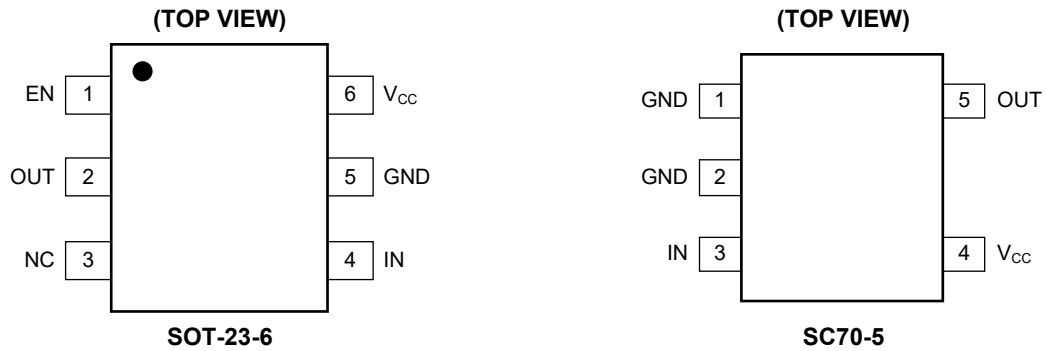 (TOP VIEW)
EN 1
6 VCC
OUT 2
5 GND
NC 3
4 IN
SOT-23-6
(TOP VIEW)
GND 1
5 OUT
GND 2
IN 3
4 VCC
SC70-5